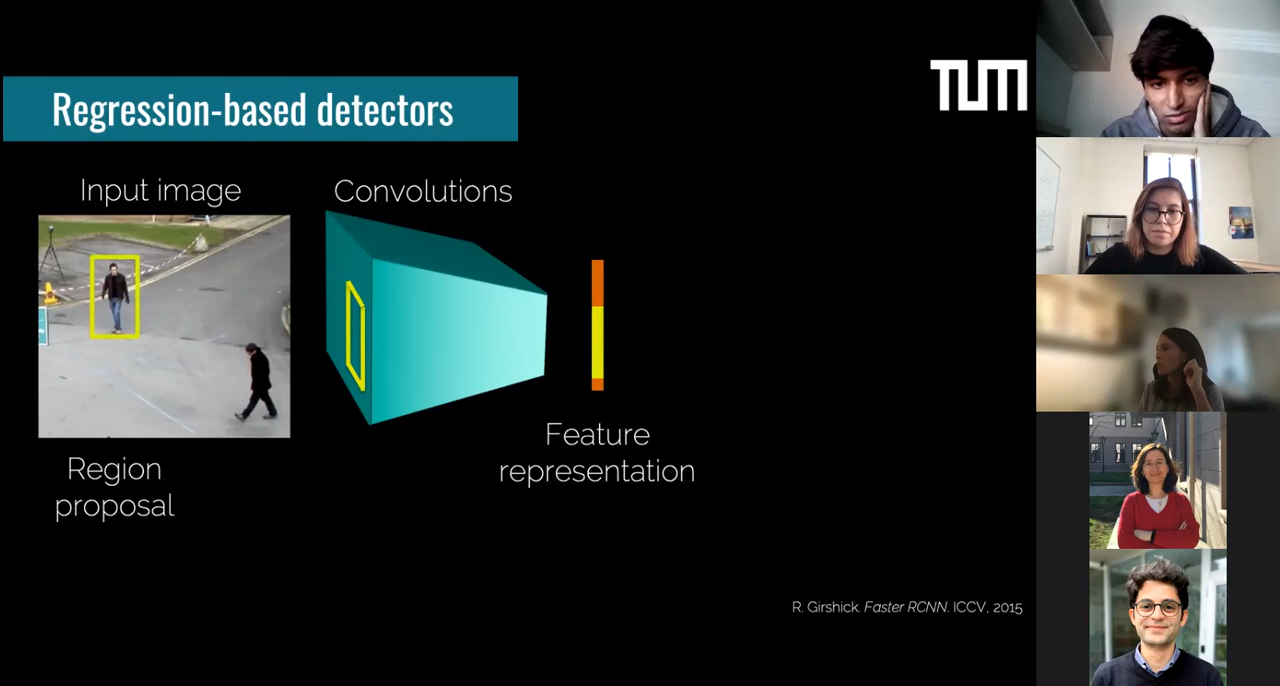 TUM
Regression-based detectors
Input image
Convolutions
Feature
representation
Region
proposal
R. Girshick. Faster RCNN. ICCV, 2015